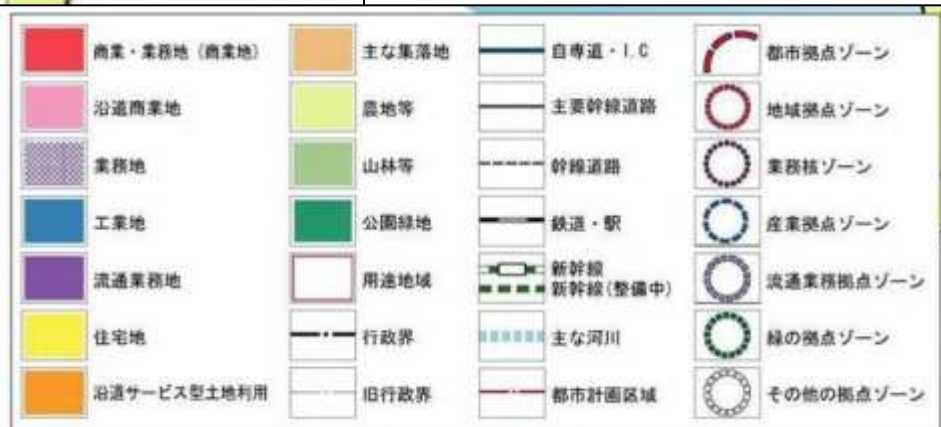 商業・業務地（商業地）
沿道商業地
業務地
工業地
流通業務地
住宅地
沿道サービス型土地利用
主な集落地
農地等
山林等
公園緑地
用途地域
行政界
旧行政界
自専道・I.C
主要幹線道路
幹線道路
鉄道・駅
新幹線
新幹線(整備中)
主な河川
都市計画区域
都市拠点ゾーン
地域拠点ゾーン
業務核ゾーン
産業拠点ゾーン
流通業務拠点ゾーン
緑の拠点ゾーン
その他の拠点ゾーン